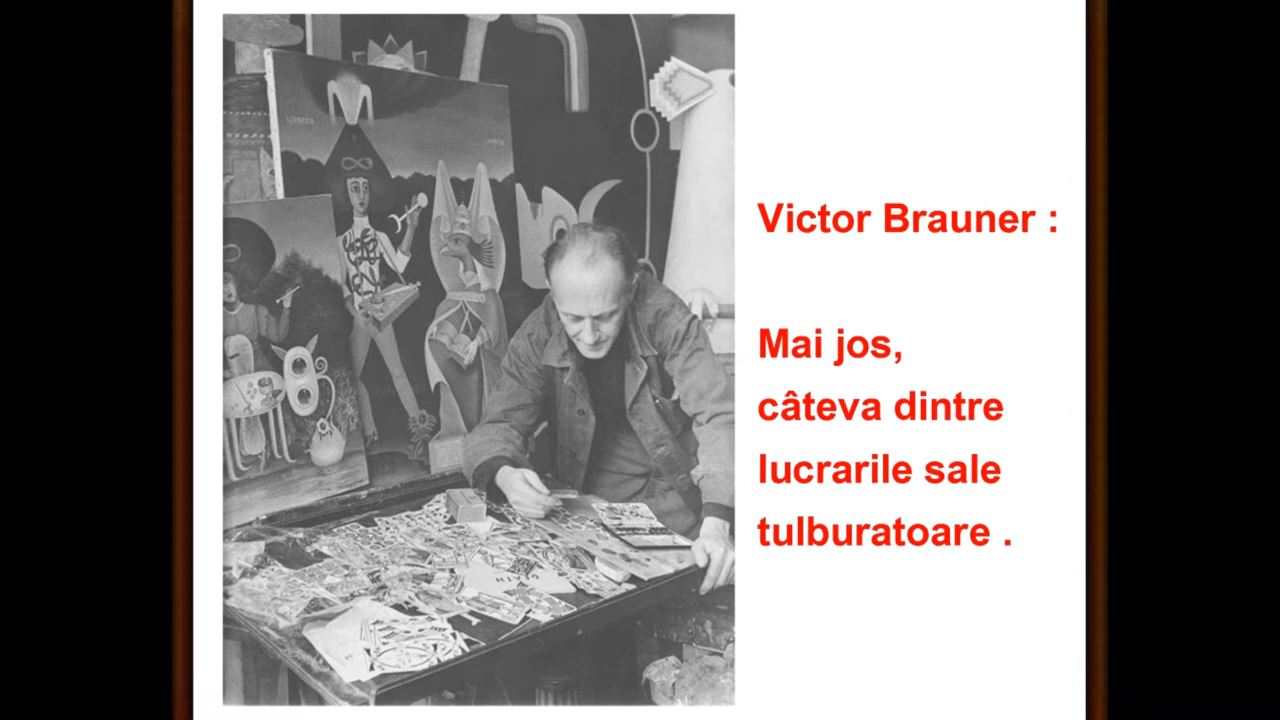 Victor Brauner :
Mai jos,
câteva dintre
lucrarile sale
tulburatoare .